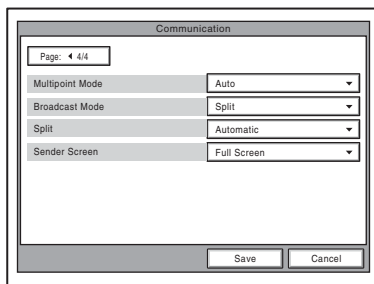 Communication
Page: 4/4
Multipoint Mode Auto
Broadcast Mode Split
Split Automatic
Sender Screen Full Screen
Save Cancel